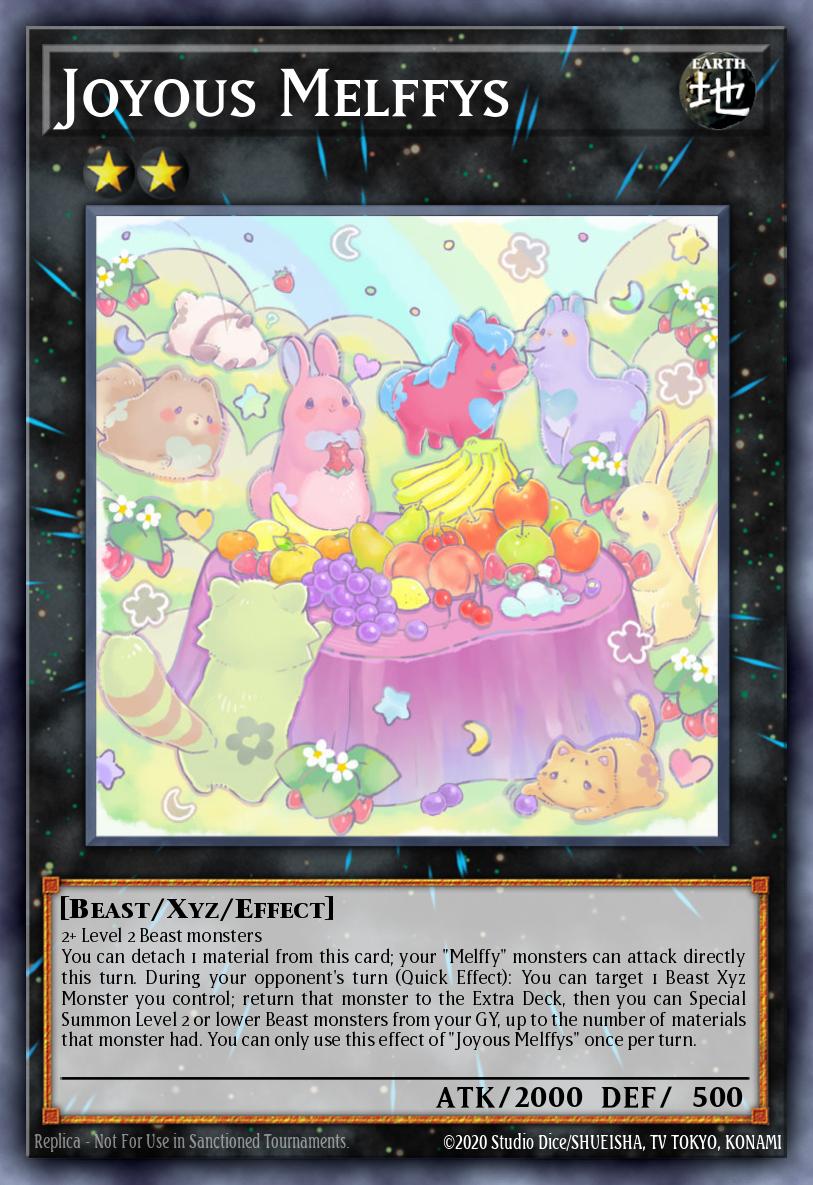 Joyous Melffys
EARTH
地
[Beast/Xyz/Effect]
2+ Level 2 Beast monsters
You can detach 1 material from this card; your "Melffy" monsters can attack directly
this turn. During your opponent's turn (Quick Effect): You can target 1 Beast Xyz
Monster you control; return that monster to the Extra Deck, then you can Special
Summon Level 2 or lower Beast monsters from your GY, up to the number of materials
that monster had. You can only use this effect of "Joyous Melffys" once per turn.
ATK/2000 DEF/ 500
Replica - Not For Use in Sanctioned Tournaments.
©2020 Studio Dice/SHUEISHA, TV TOKYO, KONAMI